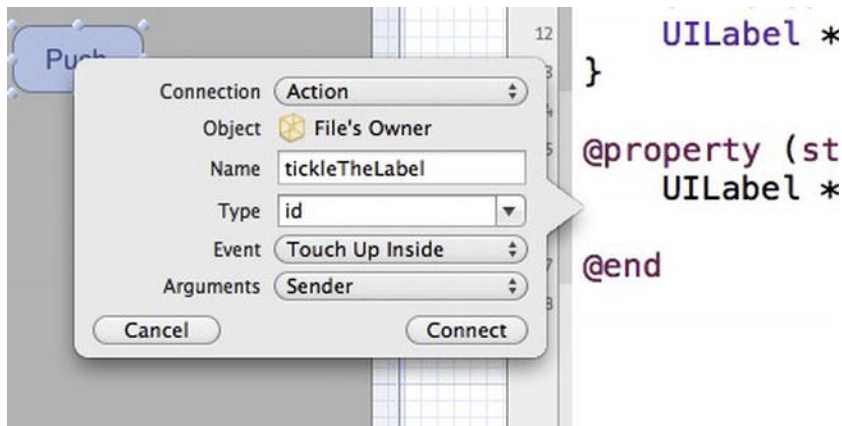 Push
Connection Action
Object File's Owner
Name tickleTheLabel
Type id
Event Touch Up Inside
Arguments Sender
Cancel Connect
12 UILabel *
}
@property (st
UILabel *
@end